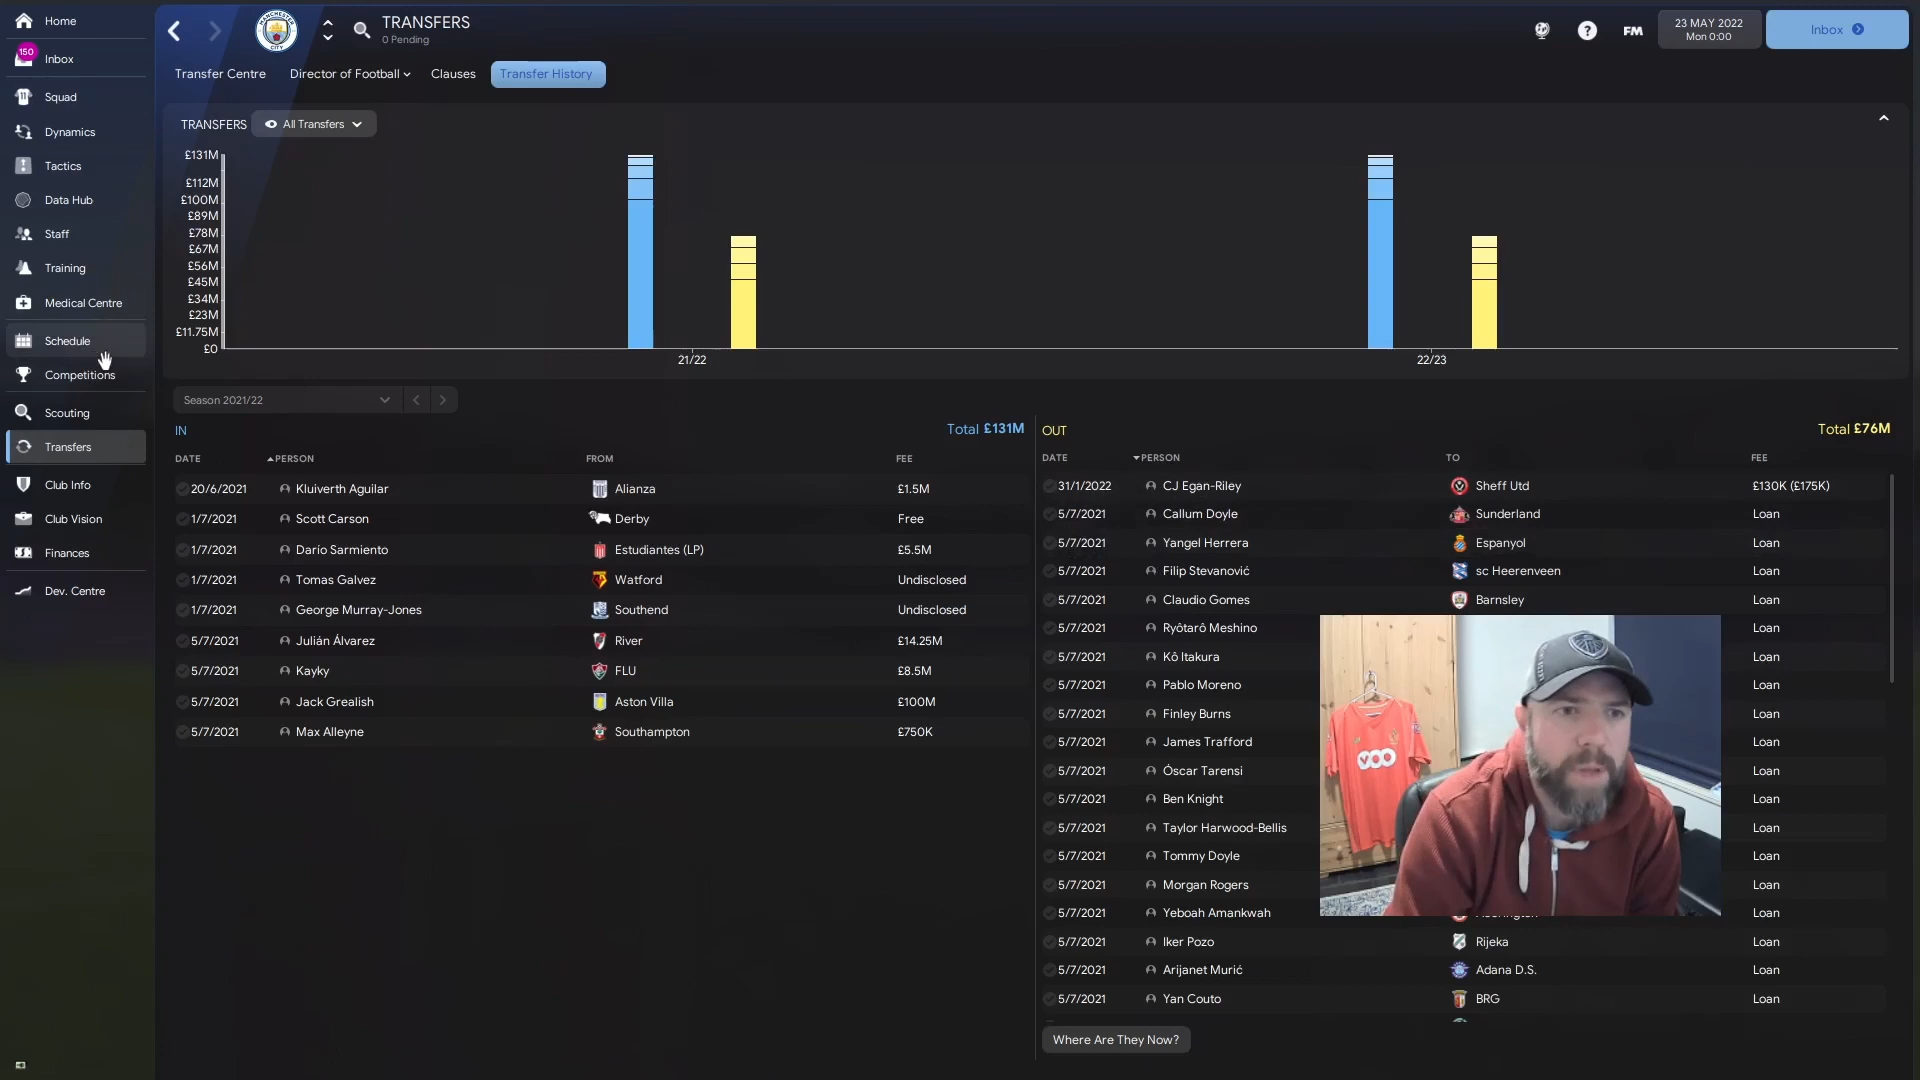 Home
150
Inbox
Squad
Dynamics
Tactics
Data Hub
Staff
Training
Medical Centre
Schedule
Competitions
Scouting
Transfers
Club Info
Club Vision
Finances
Dev. Centre
TRANSFERS
0 Pending
FM
23 MAY 2022
Mon 0:00
Inbox
Transfer Centre
Director of Football
Clauses
Transfer History
TRANSFERS
All Transfers
£131M
£112M
£100M
£89M
£78M
£67M
£56M
£45M
£34M
£23M
£11.75M
£0
21/22
22/23
Season 2021/22
IN Total £131M
DATE PERSON FROM FEE
20/6/2021 Kluiverth Aguilar Alianza £1.5M
1/7/2021 Scott Carson Derby Free
1/7/2021 Darío Sarmiento Estudiantes (LP) £5.5M
1/7/2021 Tomas Galvez Watford Undisclosed
1/7/2021 George Murray-Jones Southend Undisclosed
5/7/2021 Julián Álvarez River £14.25M
5/7/2021 Kayky FLU £8.5M
5/7/2021 Jack Grealish Aston Villa £100M
5/7/2021 Max Alleyne Southampton £750K
OUT Total £76M
DATE PERSON TO FEE
31/1/2022 CJ Egan-Riley Sheff Utd £130K (£175K)
5/7/2021 Callum Doyle Sunderland Loan
5/7/2021 Yangel Herrera Espanyol Loan
5/7/2021 Filip Stevanović sc Heerenveen Loan
5/7/2021 Claudio Gomes Barnsley Loan
5/7/2021 Ryôtarô Meshino Loan
5/7/2021 Kô Itakura Loan
5/7/2021 Pablo Moreno Loan
5/7/2021 Finley Burns Loan
5/7/2021 James Trafford Loan
5/7/2021 Óscar Tarensi Loan
5/7/2021 Ben Knight Loan
5/7/2021 Taylor Harwood-Bellis Loan
5/7/2021 Tommy Doyle Loan
5/7/2021 Morgan Rogers Loan
5/7/2021 Yeboah Amankwah Loan
5/7/2021 Iker Pozo Rijeka Loan
5/7/2021 Arijanet Murić Adana D.S. Loan
5/7/2021 Yan Couto BRG Loan
Where Are They Now?
VOO